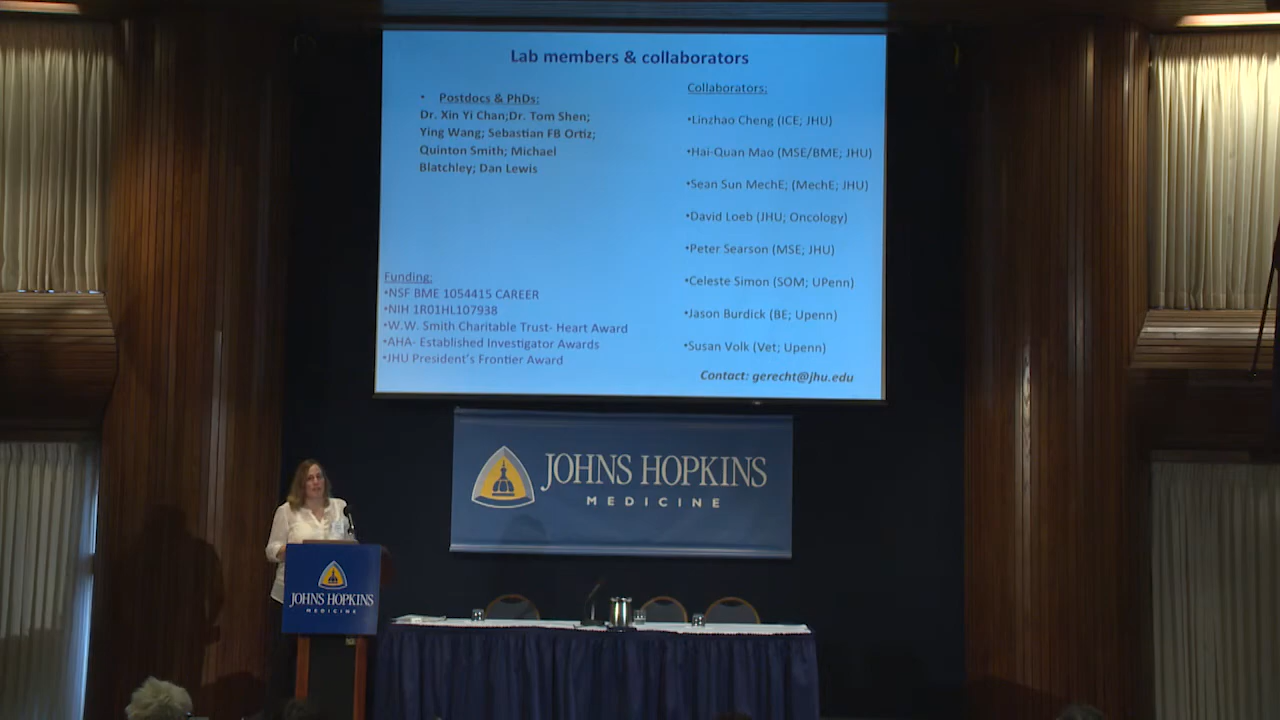 Lab members & collaborators
• Postdocs & PhDs:
Dr. Xin Yi Chan;Dr. Tom Shen;
Ying Wang; Sebastian FB Ortiz;
Quinton Smith; Michael
Blatchley; Dan Lewis
Funding:
•NSF BME 1054415 CAREER
•NIH 1R01HL107938
•W.W. Smith Charitable Trust- Heart Award
•AHA- Established Investigator Awards
•JHU President's Frontier Award
Collaborators:
•Linzhao Cheng (ICE; JHU)
•Hai-Quan Mao (MSE/BME; JHU)
•Sean Sun MechE; (MechE; JHU)
•David Loeb (JHU; Oncology)
•Peter Searson (MSE; JHU)
•Celeste Simon (SOM; UPenn)
•Jason Burdick (BE; Upenn)
•Susan Volk (Vet; Upenn)
Contact: gerecht@jhu.edu
JOHNS HOPKINS
MEDICINE
JOHNS HOPKINS
MEDICINE